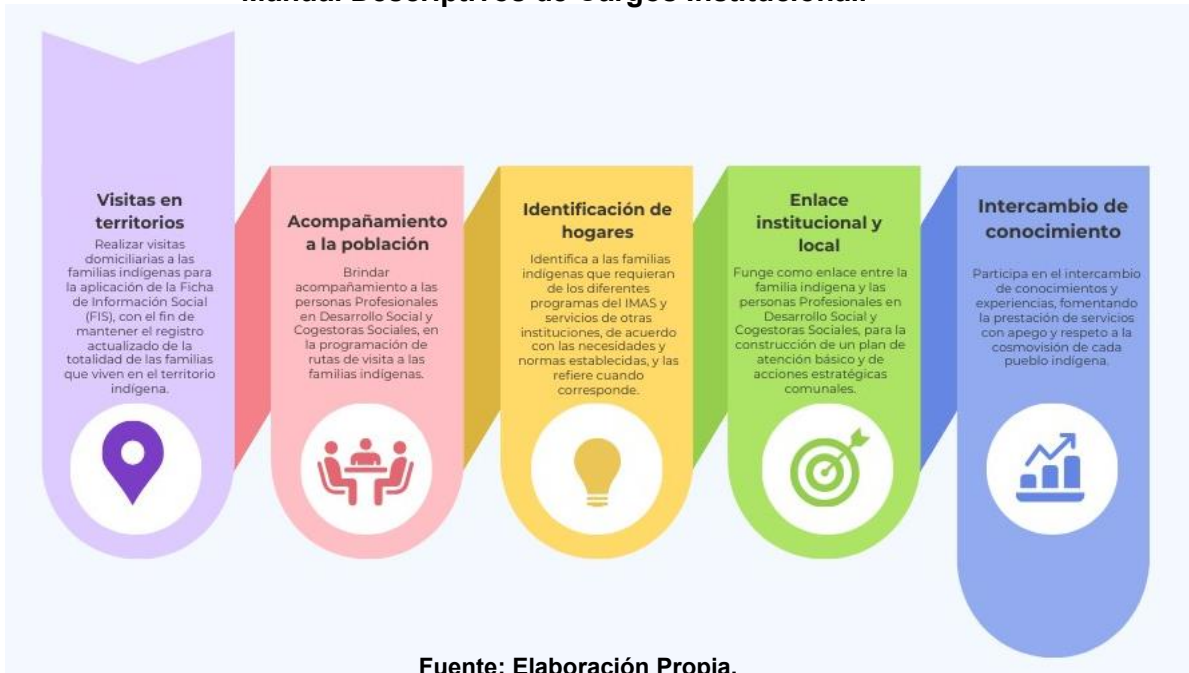 Manual Descriptivos de Cargos Institucional.
Visitas en
territorios
Realizar visitas
domiciliarias a las
familias indígenas para
la aplicación de la Ficha
de Información Social
(FIS), con el fin de
mantener el registro
actualizado de la
totalidad de las familias
que viven en el territorio
indígena.
Acompañamiento
a la población
Brindar
acompañamiento a las
personas Profesionales
en Desarrollo Social y
Cogestoras Sociales, en
la programación de
rutas de visita a las
familias indígenas.
Identificación de
hogares
Identifica a las familias
indígenas que requieran
de los diferentes
programas del IMAS y
servicios de otras
instituciones, de acuerdo
con las necesidades y
normas establecidas, y las
refiere cuando
corresponde.
Enlace
institucional y
local
Funge como enlace entre la
familia indígena y las
personas Profesionales en
Desarrollo Social y
Cogestoras Sociales, para la
construcción de un plan de
atención básico y de
acciones estratégicas
comunales.
Intercambio de
conocimiento
Participa en el intercambio
de conocimientos y
experiencias, fomentando
la prestación de servicios
con apego y respeto a la
cosmovisión de cada
pueblo indígena.
Fuente: Elaboración Propia.